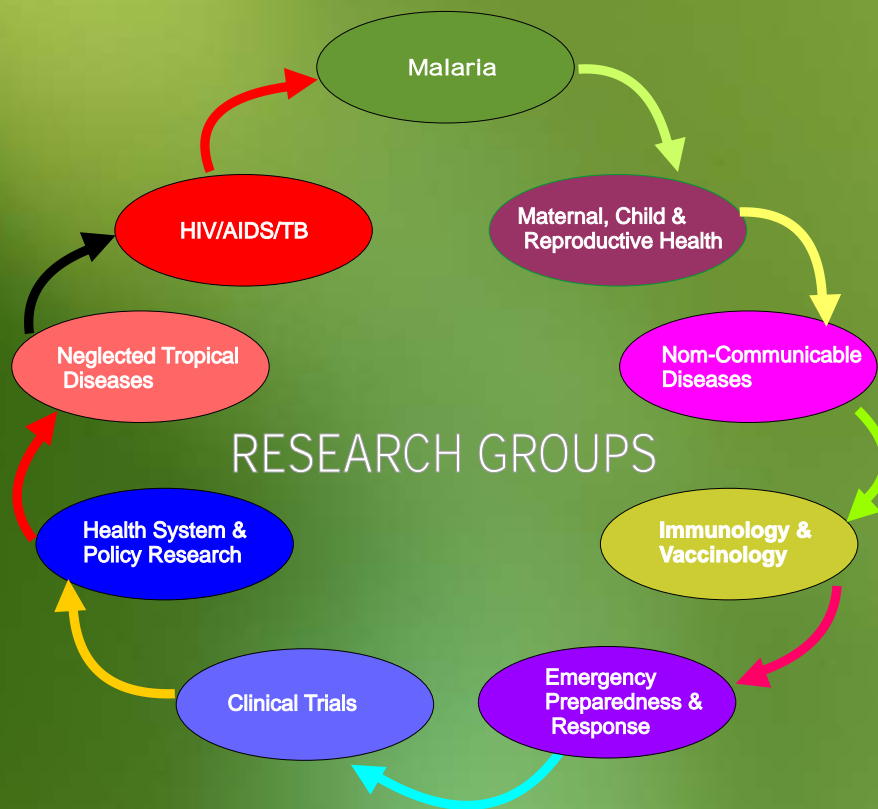 Malaria
HIV/AIDS/TB
Maternal, Child &
Reproductive Health
Neglected Tropical
Diseases
Nom-Communicable
Diseases
RESEARCH GROUPS
Health System &
Policy Research
Immunology &
Vaccinology
Clinical Trials
Emergency
Preparedness &
Response